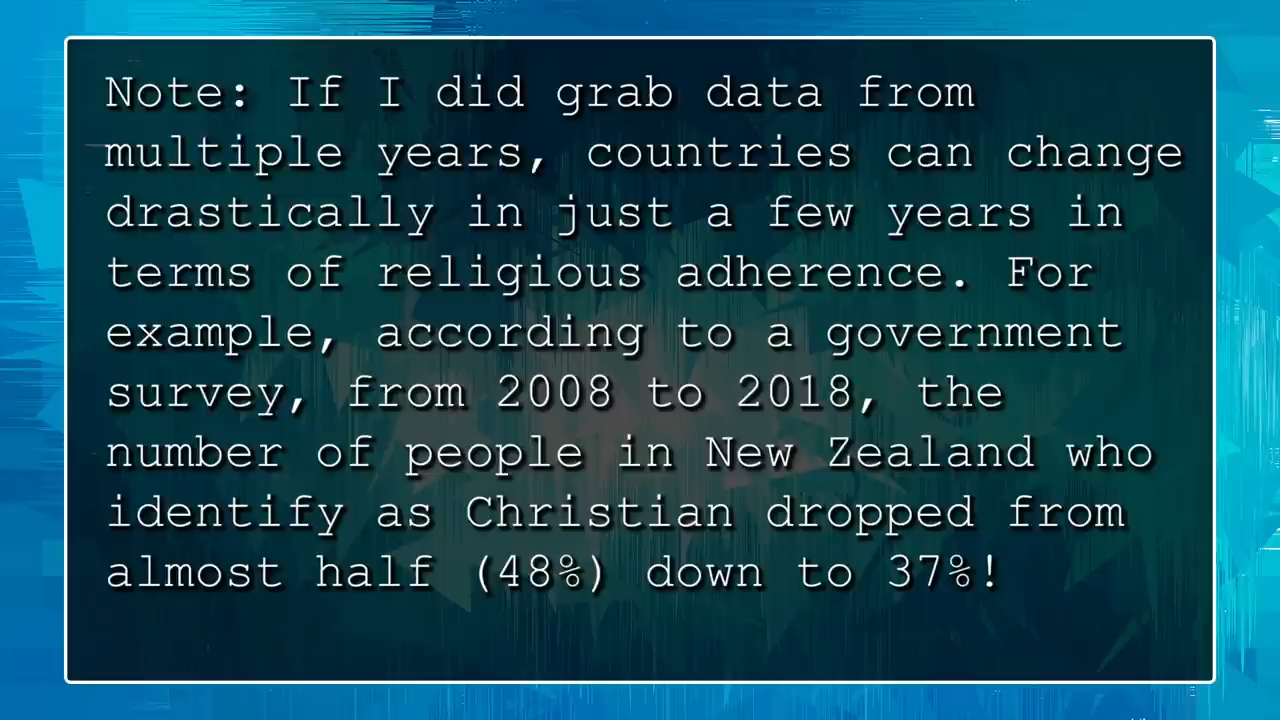 Note: If I did grab data from
multiple years, countries can change
drastically in just a few years in
terms of religious adherence. For
example, according to a government
survey, from 2008 to 2018, the
number of people in New Zealand who
identify as Christian dropped from
almost half (48%) down to 37%!